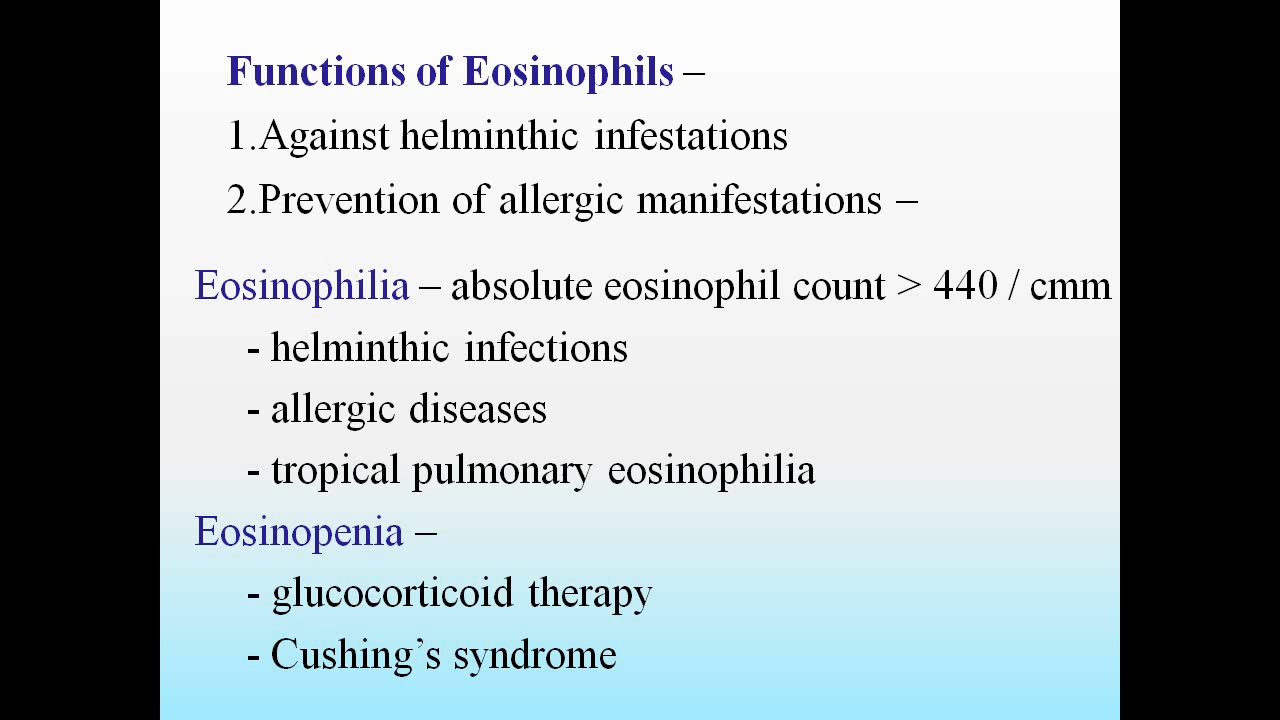 Functions of Eosinophils –
1.Against helminthic infestations
2.Prevention of allergic manifestations –
Eosinophilia – absolute eosinophil count > 440 / cmm
- helminthic infections
- allergic diseases
- tropical pulmonary eosinophilia
Eosinopenia –
- glucocorticoid therapy
- Cushing’s syndrome